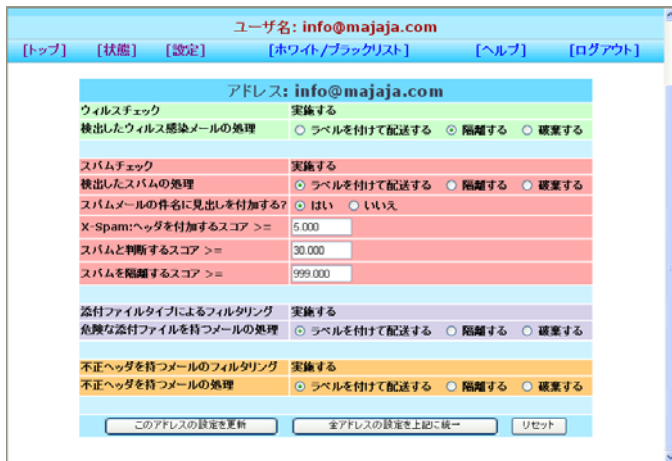 ユーザ名: info@majaja.com
[トップ] [状態] [設定] [ホワイト/ブラックリスト] [ヘルプ] [ログアウト]
アドレス: info@majaja.com
ウィルスチェック 実施する
検出したウィルス感染メールの処理 ラベルを付けて配送する 隔離する 破棄する
スパムチェック 実施する
検出したスパムの処理 ラベルを付けて配送する 隔離する 破棄する
スパムメールの件名に見出しを付加する? はい いいえ
X-Spam:ヘッダを付加するスコア >= 5.000
スパムと判断するスコア >= 30.000
スパムを隔離するスコア >= 999.000
添付ファイルタイプによるフィルタリング 実施する
危険な添付ファイルを持つメールの処理 ラベルを付けて配送する 隔離する 破棄する
不正ヘッダを持つメールのフィルタリング 実施する
不正ヘッダを持つメールの処理 ラベルを付けて配送する 隔離する 破棄する
このアドレスの設定を更新 全アドレスの設定を上記に統一 リセット